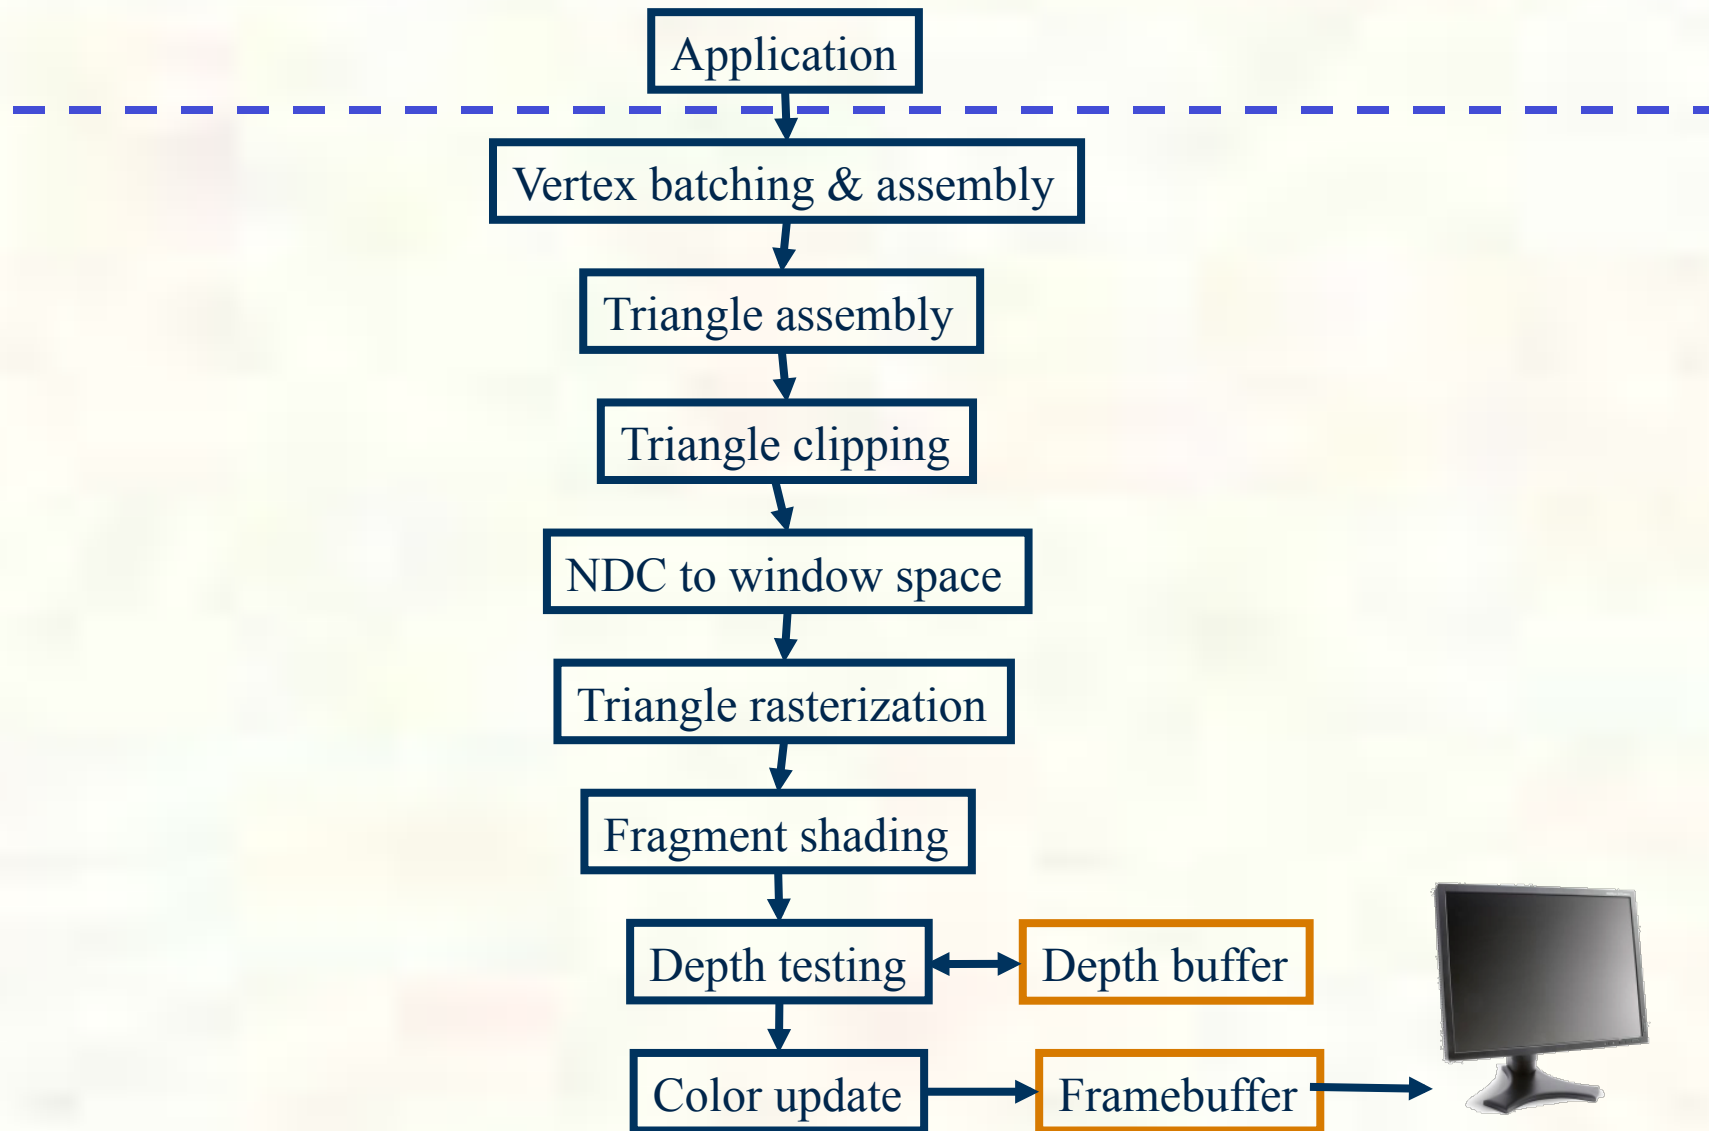 Application
Vertex batching & assembly
Triangle assembly
Triangle clipping
NDC to window space
Triangle rasterization
Fragment shading
Depth testing
Depth buffer
Color update
Framebuffer